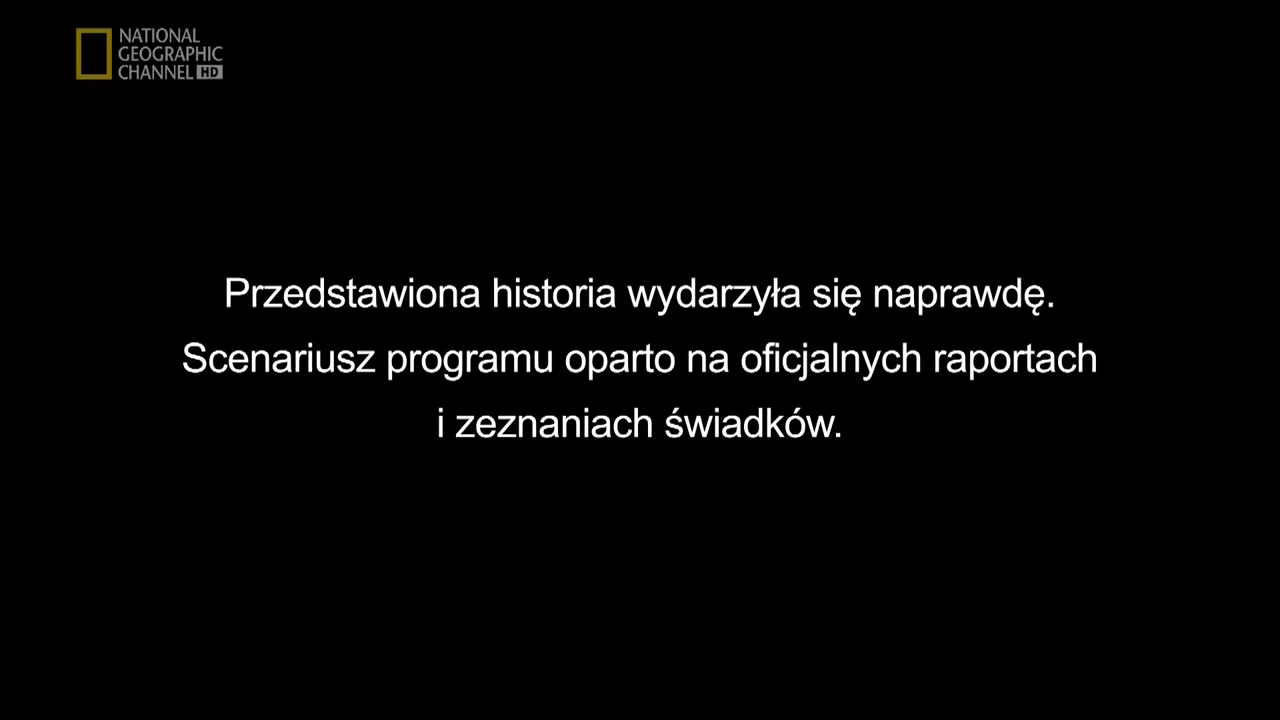 NATIONAL
GEOGRAPHIC
CHANNEL HD
Przedstawiona historia wydarzyła się naprawdę.
Scenariusz programu oparto na oficjalnych raportach
i zeznaniach świadków.